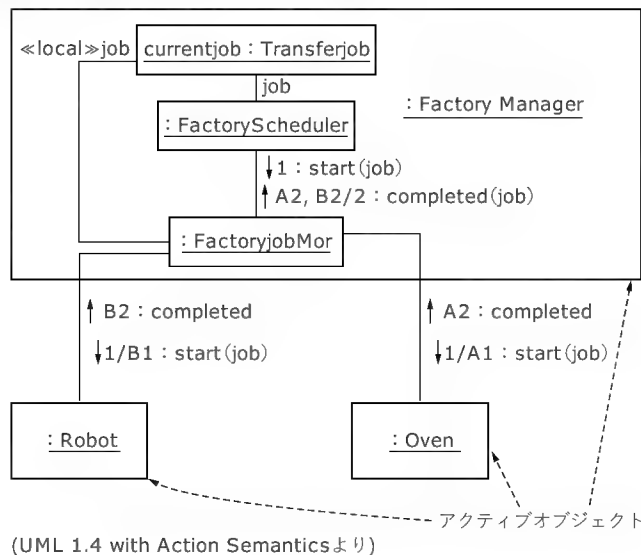 ≪local≫job
currentjob：Transferjob
job
：Factory Manager
：FactoryScheduler
↓1：start(job)
↑A2, B2/2：completed(job)
：FactoryjobMor
↑B2：completed
↓1/B1：start(job)
↑A2：completed
↓1/A1：start(job)
：Robot
：Oven
アクティブオブジェクト
(UML 1.4 with Action Semanticsより)